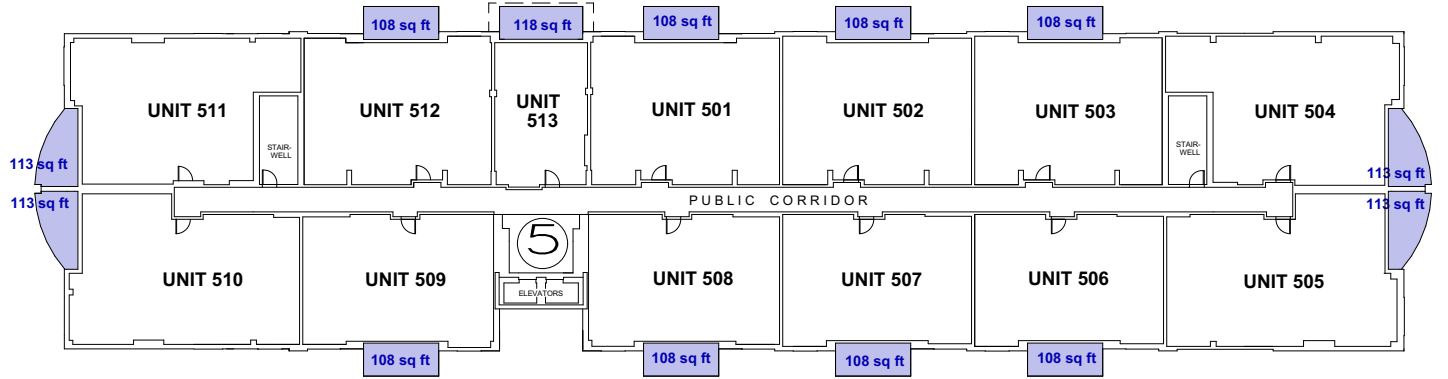 108 sq ft
118 sq ft
108 sq ft
108 sq ft
108 sq ft
UNIT 511
UNIT 512
UNIT
513
UNIT 501
UNIT 502
UNIT 503
UNIT 504
STAIR-
WELL
STAIR-
WELL
113 sq ft
113 sq ft
113 sq ft
113 sq ft
PUBLIC CORRIDOR
5
UNIT 510
UNIT 509
ELEVATORS
UNIT 508
UNIT 507
UNIT 506
UNIT 505
108 sq ft
108 sq ft
108 sq ft
108 sq ft